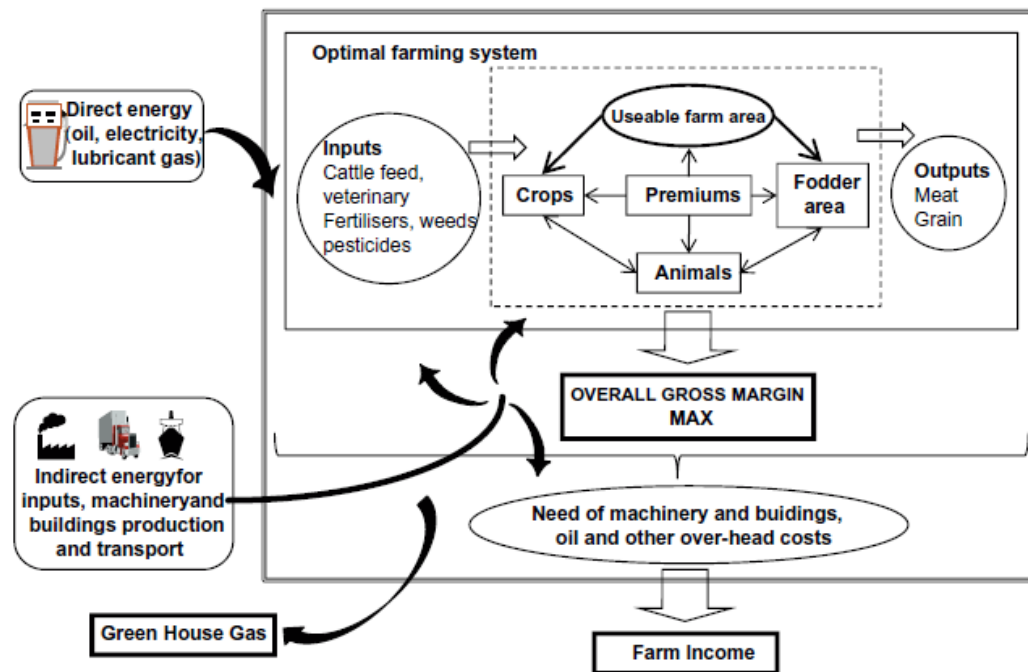 Optimal farming system
Direct energy
(oil, electricity,
lubricant gas)
Inputs
Cattle feed,
veterinary
Fertilisers, weeds
pesticides
Useable farm area
Crops
Premiums
Fodder
area
Animals
Outputs
Meat
Grain
OVERALL GROSS MARGIN
MAX
Indirect energyfor
inputs, machineryand
buildings production
and transport
Need of machinery and buidings,
oil and other over-head costs
Green House Gas
Farm Income